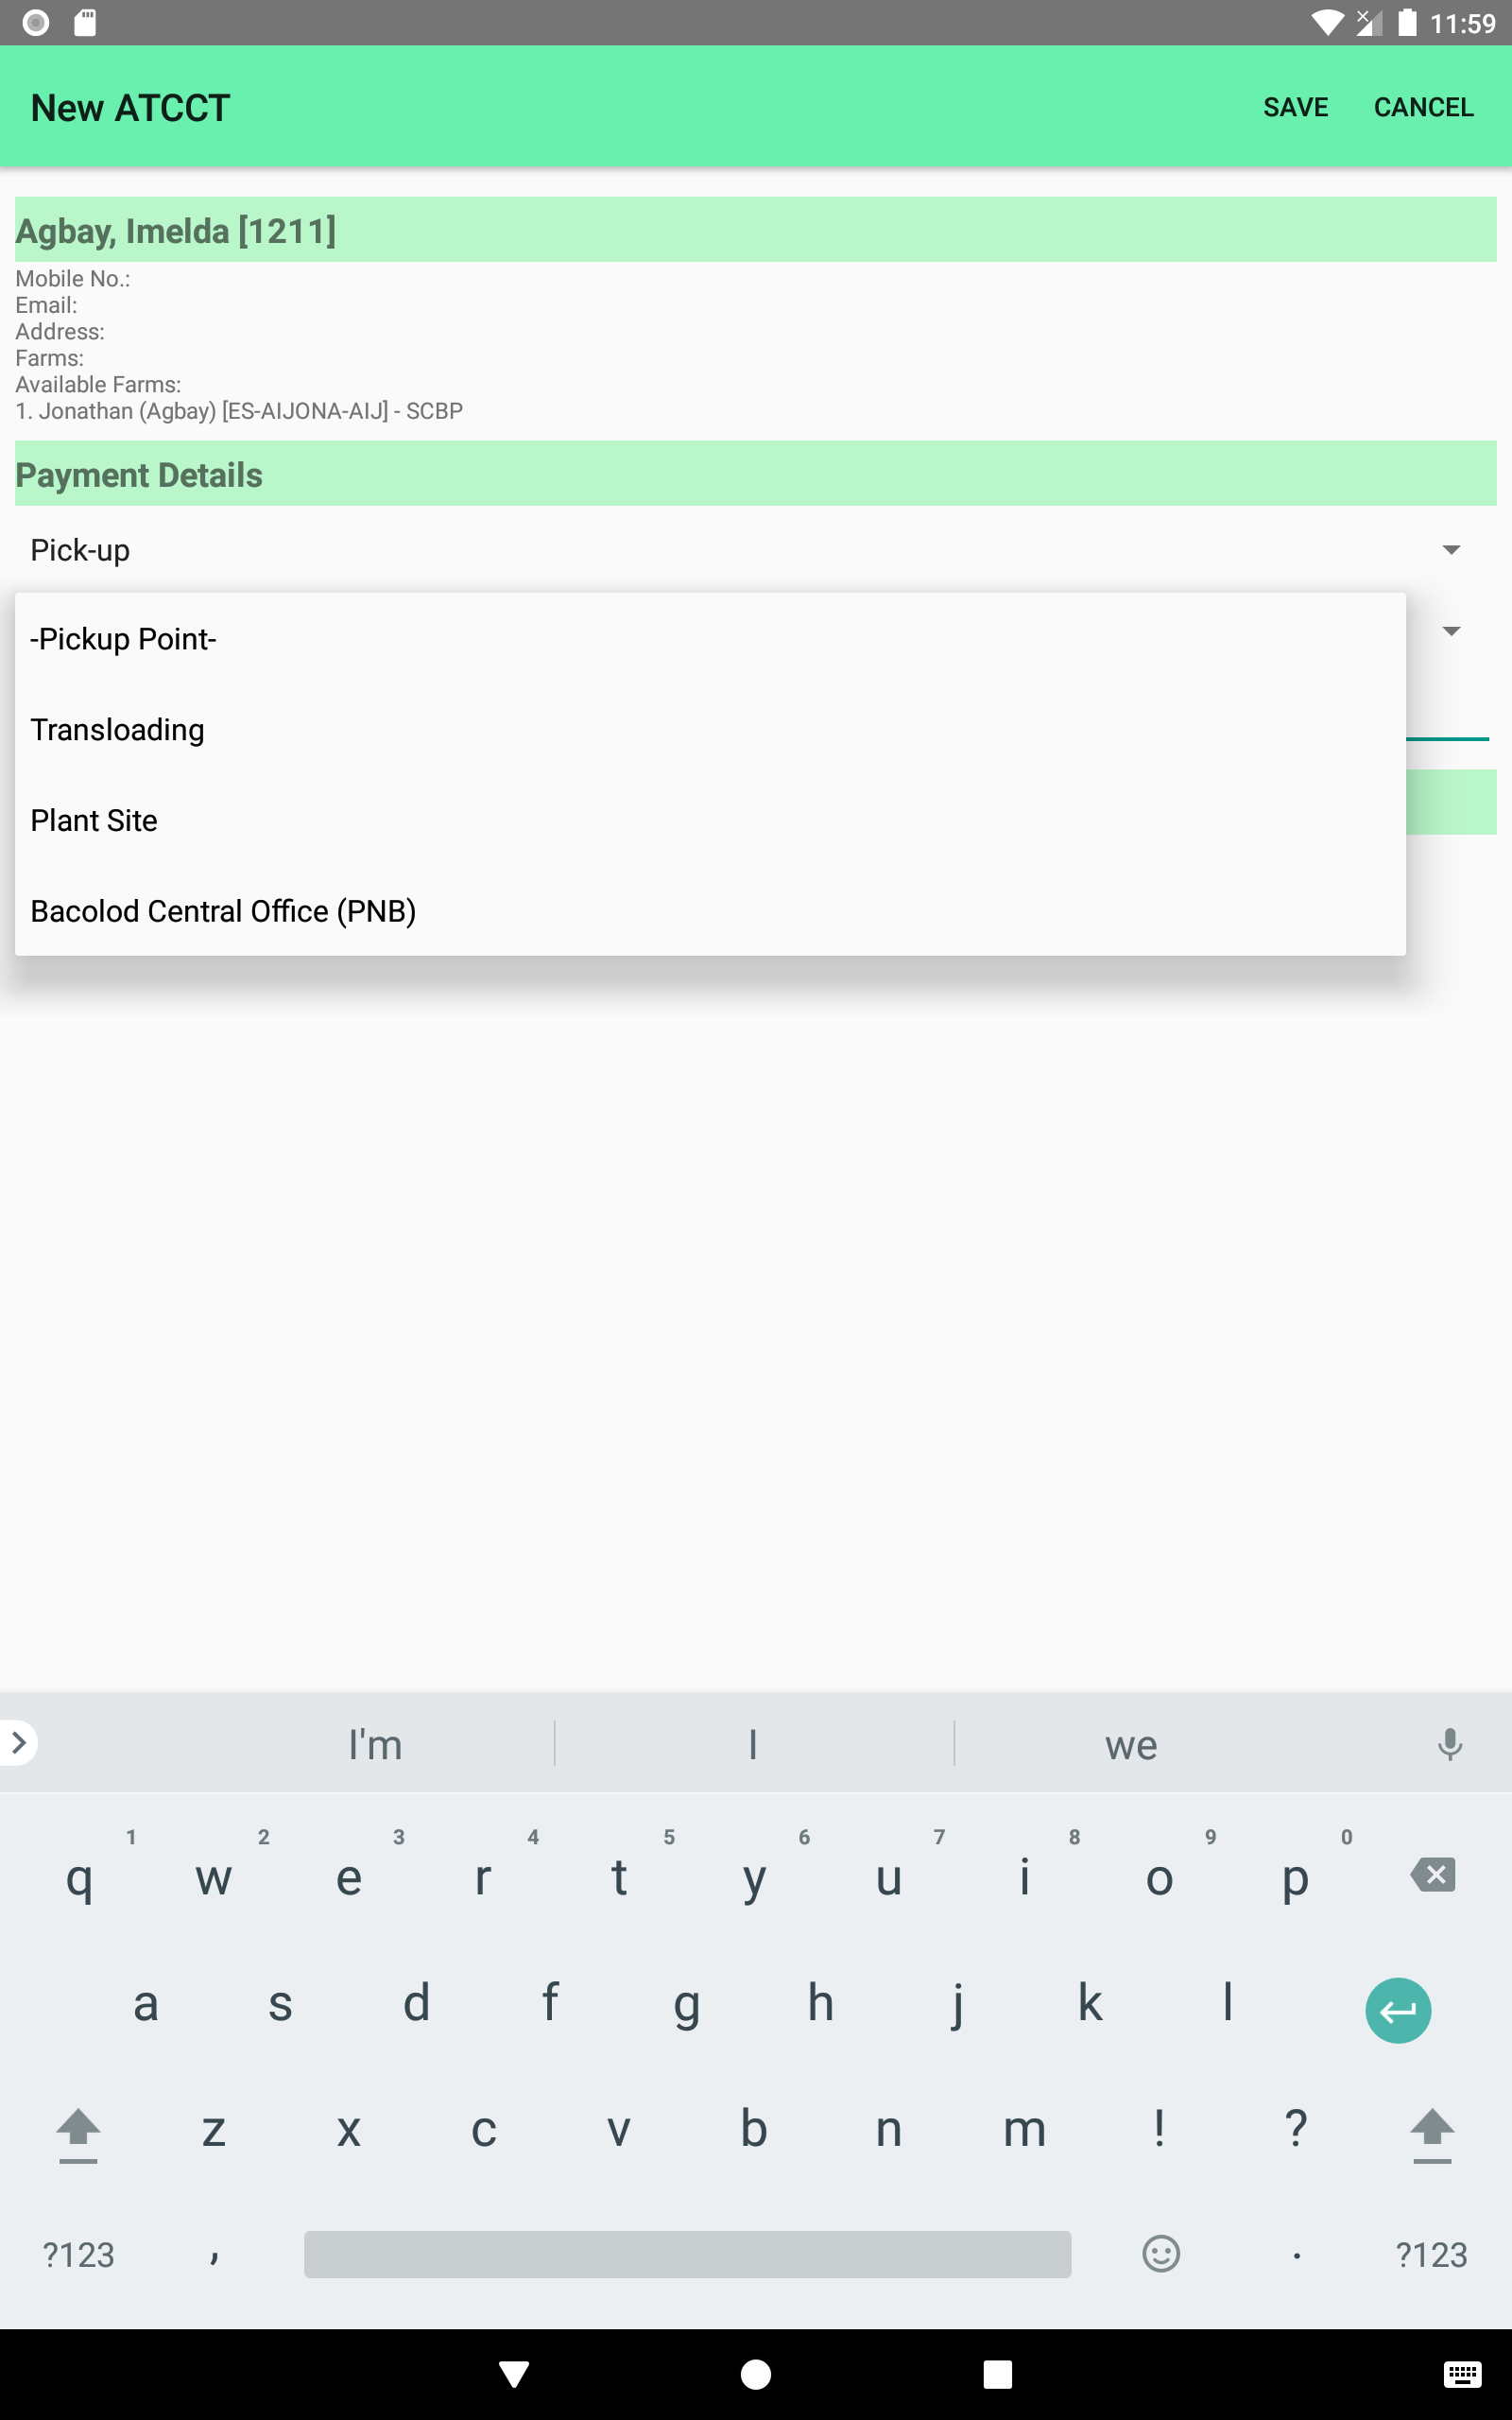 11:59
New ATCCT
SAVE CANCEL
Agbay, Imelda [1211]
Mobile No.:
Email:
Address:
Farms:
Available Farms:
1. Jonathan (Agbay) [ES-AIJONA-AIJ] - SCBP
Payment Details
Pick-up
-Pickup Point-
Transloading
Plant Site
Bacolod Central Office (PNB)
I'm I we
1 2 3 4 5 6 7 8 9 0
q w e r t y u i o p
a s d f g h j k l
z x c v b n m ! ?
?123 , . ?123